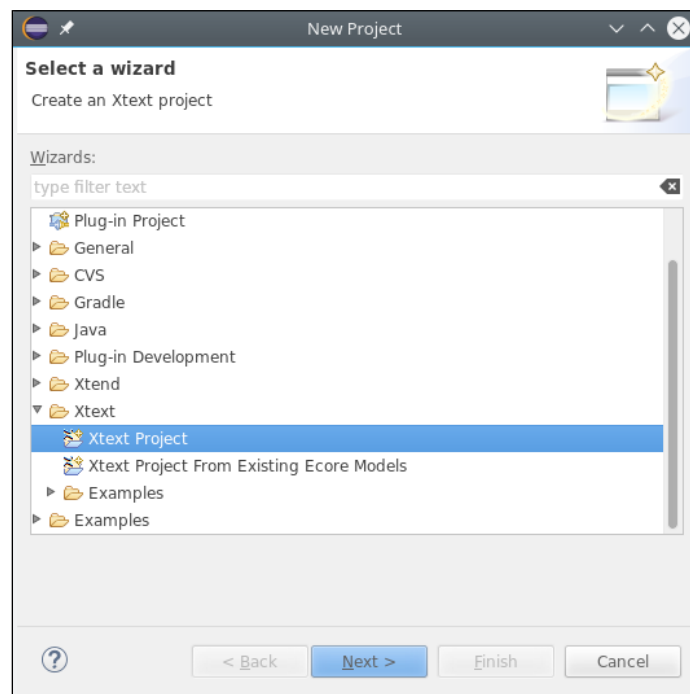 New Project
Select a wizard
Create an Xtext project
Wizards:
type filter text
Plug-in Project
General
CVS
Gradle
Java
Plug-in Development
Xtend
Xtext
Xtext Project
Xtext Project From Existing Ecore Models
Examples
Examples
? < Back Next > Finish Cancel